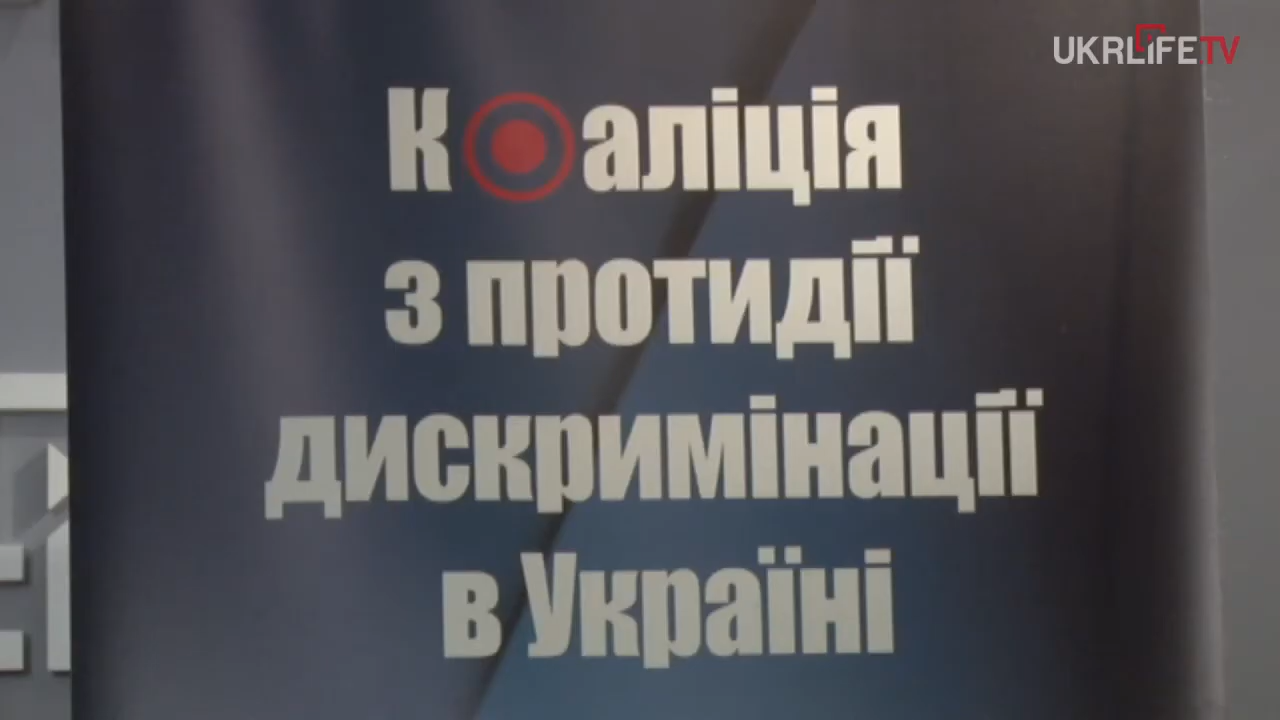 UKRLIFE.TV
Коаліція
з протидії
дискримінації
в Україні